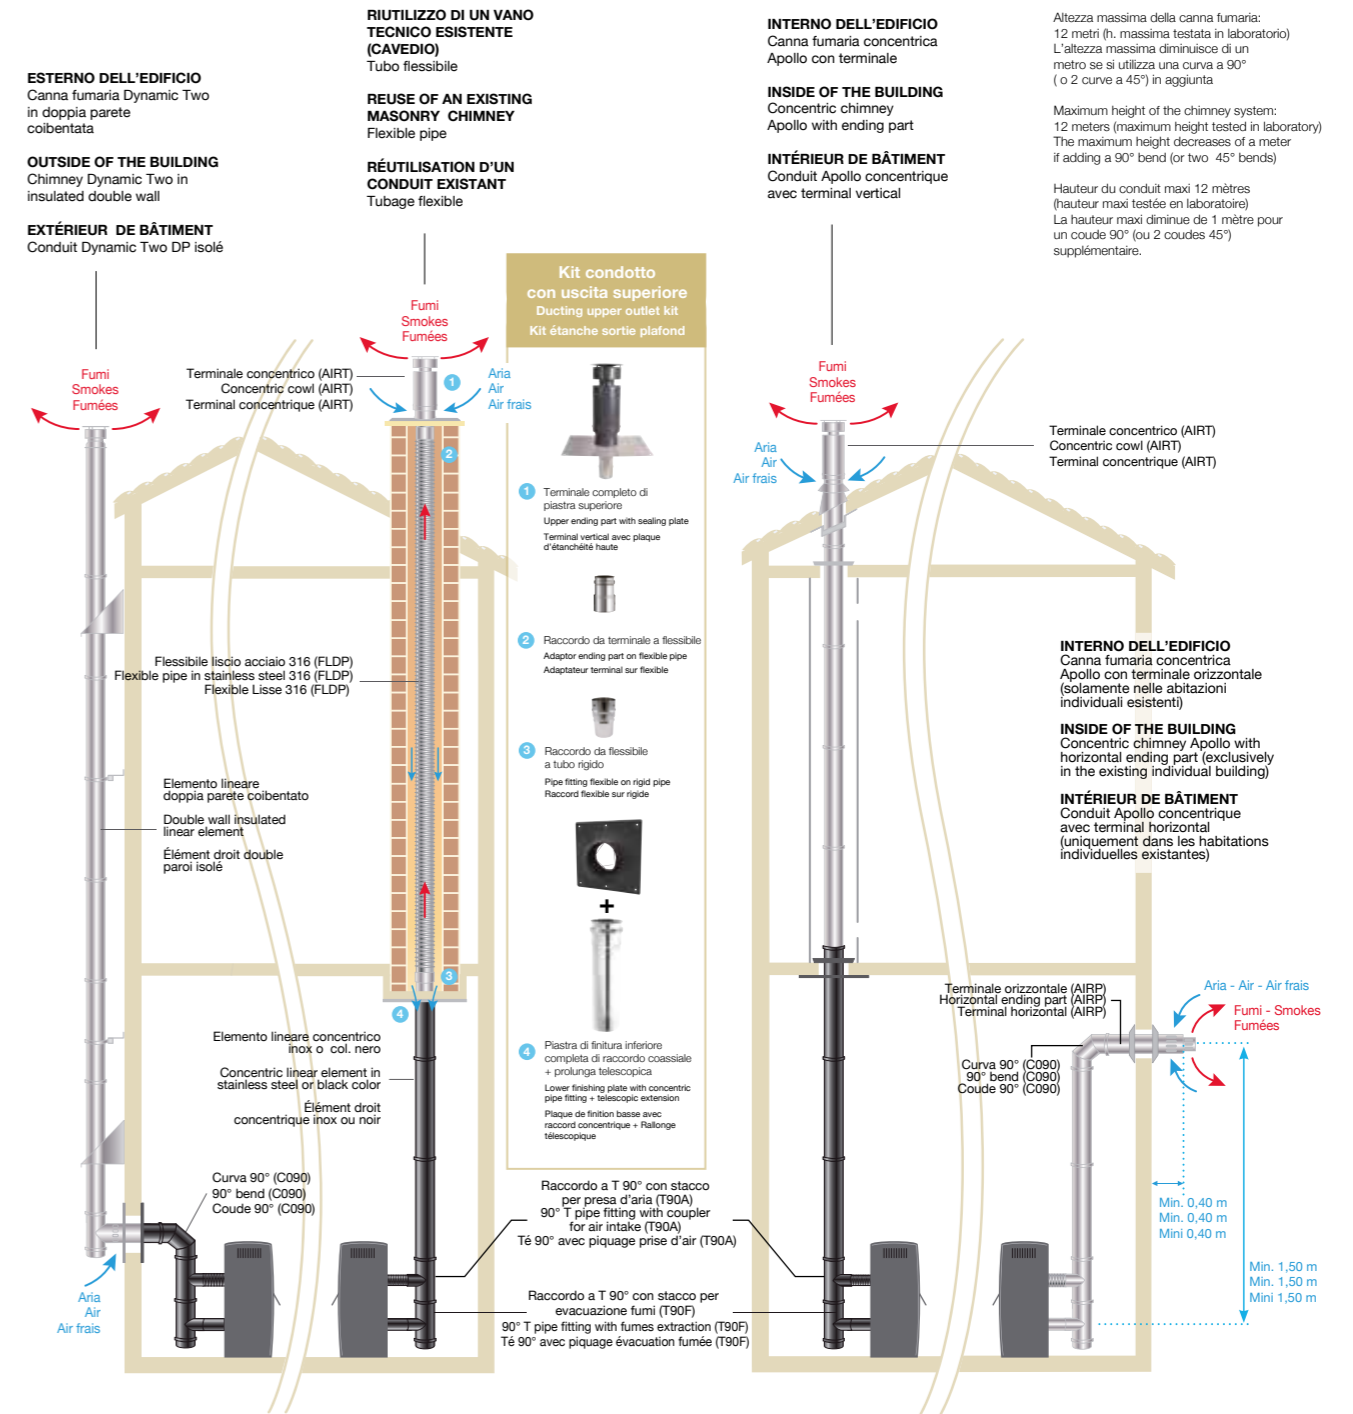 ESTERNO DELL'EDIFICIO
Canna fumaria Dynamic Two
in doppia parete
coibentata
OUTSIDE OF THE BUILDING
Chimney Dynamic Two in
insulated double wall
EXTÉRIEUR DE BÂTIMENT
Conduit Dynamic Two DP isolé
RIUTILIZZO DI UN VANO
TECNICO ESISTENTE
(CAVEDIO)
Tubo flessibile
REUSE OF AN EXISTING
MASONRY CHIMNEY
Flexible pipe
RÉUTILISATION D'UN
CONDUIT EXISTANT
Tubage flexible
INTERNO DELL'EDIFICIO
Canna fumaria concentrica
Apollo con terminale
INSIDE OF THE BUILDING
Concentric chimney
Apollo with ending part
INTÉRIEUR DE BÂTIMENT
Conduit Apollo concentrique
avec terminal vertical
Altezza massima della canna fumaria:
12 metri (h. massima testata in laboratorio)
L'altezza massima diminuisce di un
metro se si utilizza una curva a 90°
( o 2 curve a 45°) in aggiunta
Maximum height of the chimney system:
12 meters (maximum height tested in laboratory)
The maximum height decreases of a meter
if adding a 90° bend (or two 45° bends)
Hauteur du conduit maxi 12 mètres
(hauteur maxi testée en laboratoire)
La hauteur maxi diminue de 1 mètre pour
un coude 90° (ou 2 coudes 45°)
supplémentaire.
Fumi
Smokes
Fumées
Fumi
Smokes
Fumées
Terminale concentrico (AIRT)
Concentric cowl (AIRT)
Terminal concentrique (AIRT)
1
Aria
Air
Air frais
2
Flessibile liscio acciaio 316 (FLDP)
Flexible pipe in stainless steel 316 (FLDP)
Flexible Lisse 316 (FLDP)
Elemento lineare
doppia parete coibentato
Double wall insulated
linear element
Élément droit double
paroi isolé
3
4
Elemento lineare concentrico
inox o col. nero
Concentric linear element in
stainless steel or black color
Élément droit
concentrique inox ou noir
Curva 90° (C090)
90° bend (C090)
Coude 90° (C090)
Aria
Air
Air frais
Kit condotto
con uscita superiore
Ducting upper outlet kit
Kit étanche sortie plafond
1 Terminale completo di
piastra superiore
Upper ending part with sealing plate
Terminal vertical avec plaque
d'étanchéité haute
2 Raccordo da terminale a flessibile
Adaptor ending part on flexible pipe
Adaptateur terminal sur flexible
3 Raccordo da flessibile
a tubo rigido
Pipe fitting flexible on rigid pipe
Raccord flexible sur rigide
+
4 Piastra di finitura inferiore
completa di raccordo coassiale
+ prolunga telescopica
Lower finishing plate with concentric
pipe fitting + telescopic extension
Plaque de finition basse avec
raccord concentrique + Rallonge
télescopique
Raccordo a T 90° con stacco
per presa d'aria (T90A)
90° T pipe fitting with coupler
for air intake (T90A)
Té 90° avec piquage prise d'air (T90A)
Raccordo a T 90° con stacco per
evacuazione fumi (T90F)
90° T pipe fitting with fumes extraction (T90F)
Té 90° avec piquage évacuation fumée (T90F)
Fumi
Smokes
Fumées
Aria
Air
Air frais
Terminale concentrico (AIRT)
Concentric cowl (AIRT)
Terminal concentrique (AIRT)
INTERNO DELL'EDIFICIO
Canna fumaria concentrica
Apollo con terminale orizzontale
(solamente nelle abitazioni
individuali esistenti)
INSIDE OF THE BUILDING
Concentric chimney Apollo with
horizontal ending part (exclusively
in the existing individual building)
INTÉRIEUR DE BÂTIMENT
Conduit Apollo concentrique
avec terminal horizontal
(uniquement dans les habitations
individuelles existantes)
Terminale orizzontale (AIRP)
Horizontal ending part (AIRP)
Terminal horizontal (AIRP)
Aria - Air - Air frais
Fumi - Smokes
Fumées
Curva 90° (C090)
90° bend (C090)
Coude 90° (C090)
Min. 0,40 m
Min. 0,40 m
Mini 0,40 m
Min. 1,50 m
Min. 1,50 m
Mini 1,50 m